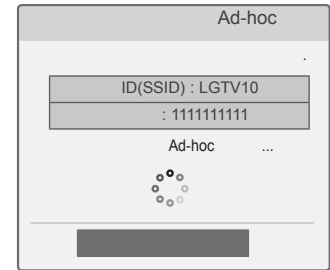 Ad-hoc
.
ID(SSID) : LGTV10
: 1111111111
Ad-hoc ...